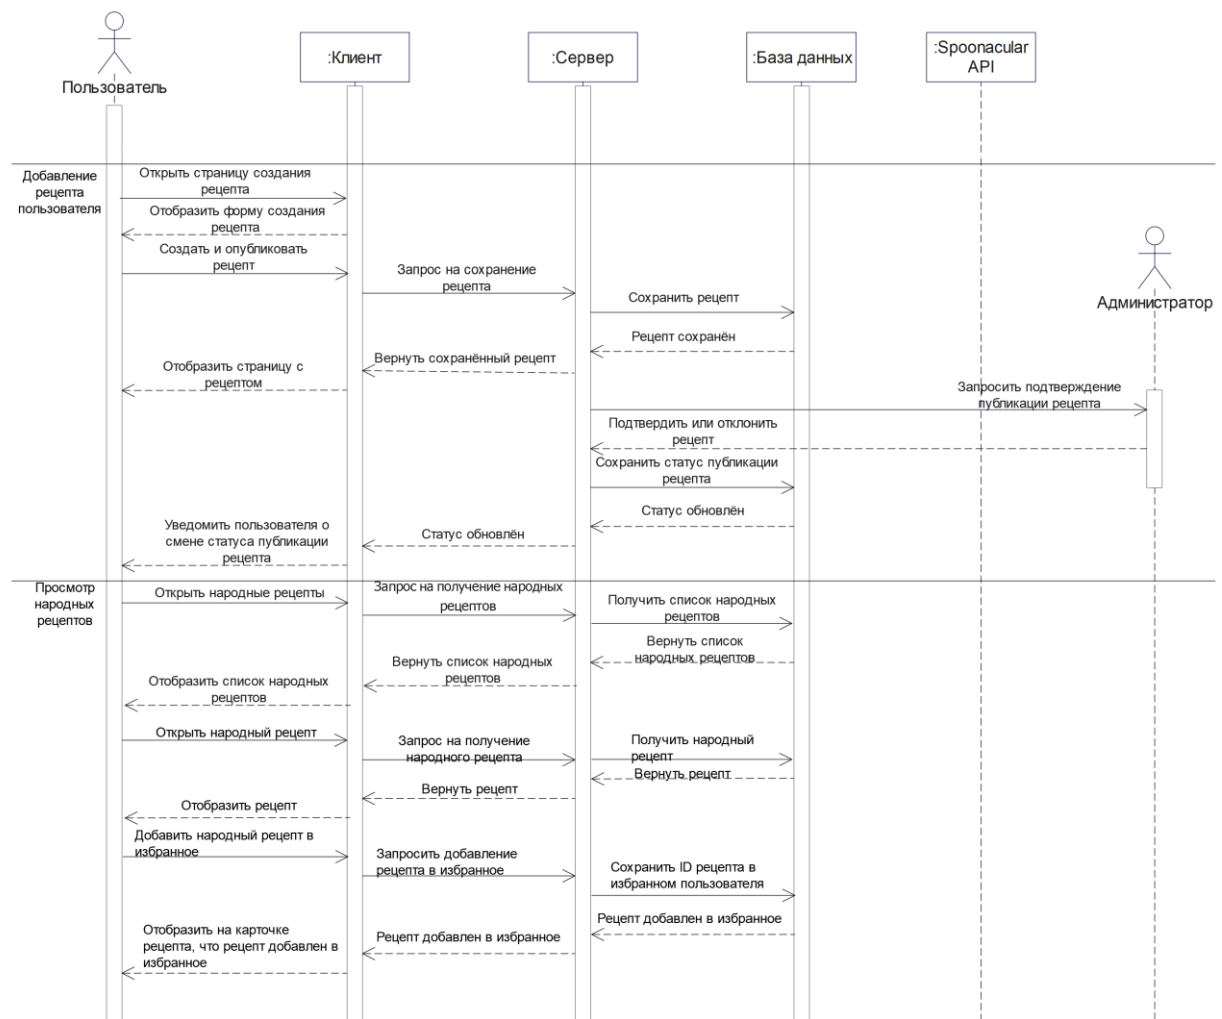 Пользователь
:Клиент
:Сервер
:База данных
:Spoonacular
API
Добавление
рецепта
пользователя
Открыть страницу создания
рецепта
Отобразить форму создания
рецепта
Создать и опубликовать
рецепт
Запрос на сохранение
рецепта
Сохранить рецепт
Администратор
Рецепт сохранён
Вернуть сохранённый рецепт
Отобразить страницу с
рецептом
Запросить подтверждение
публикации рецепта
Подтвердить или отклонить
рецепт
Сохранить статус публикации
рецепта
Статус обновлён
Статус обновлён
Уведомить пользователя о
смене статуса публикации
рецепта
Просмотр
народных
рецептов
Открыть народные рецепты
Запрос на получение народных
рецептов
Получить список народных
рецептов
Вернуть список
народных рецептов
Вернуть список народных
рецептов
Отобразить список народных
рецептов
Открыть народный рецепт
Запрос на получение
народного рецепта
Получить народный
рецепт
Вернуть рецепт
Вернуть рецепт
Отобразить рецепт
Добавить народный рецепт в
избранное
Запросить добавление
рецепта в избранное
Сохранить ID рецепта в
избранном пользователя
Рецепт добавлен в избранное
Рецепт добавлен в избранное
Отобразить на карточке
рецепта, что рецепт добавлен в
избранное